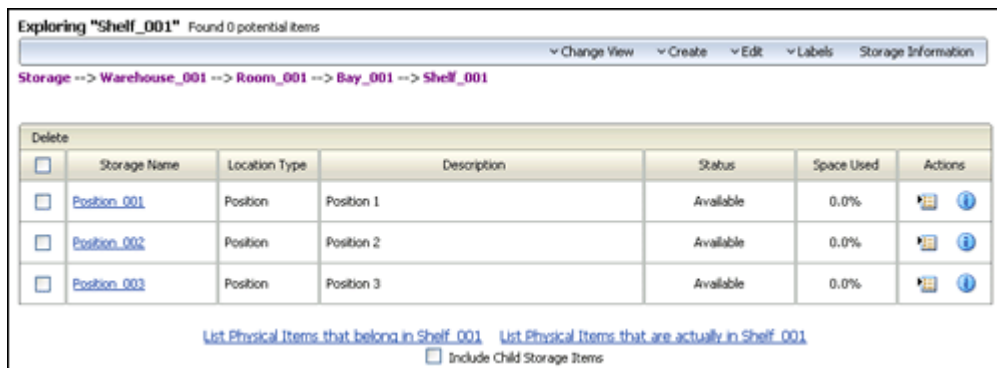 Exploring "Shelf_001" Found 0 potential items
Change View Create Edit Labels Storage Information
Storage --> Warehouse_001 --> Room_001 --> Bay_001 --> Shelf_001
Delete
Storage Name Location Type Description Status Space Used Actions
Position_001 Position Position 1 Available 0.0%
Position_002 Position Position 2 Available 0.0%
Position_003 Position Position 3 Available 0.0%
List Physical Items that belong in Shelf_001 List Physical Items that are actually in Shelf_001
Include Child Storage Items